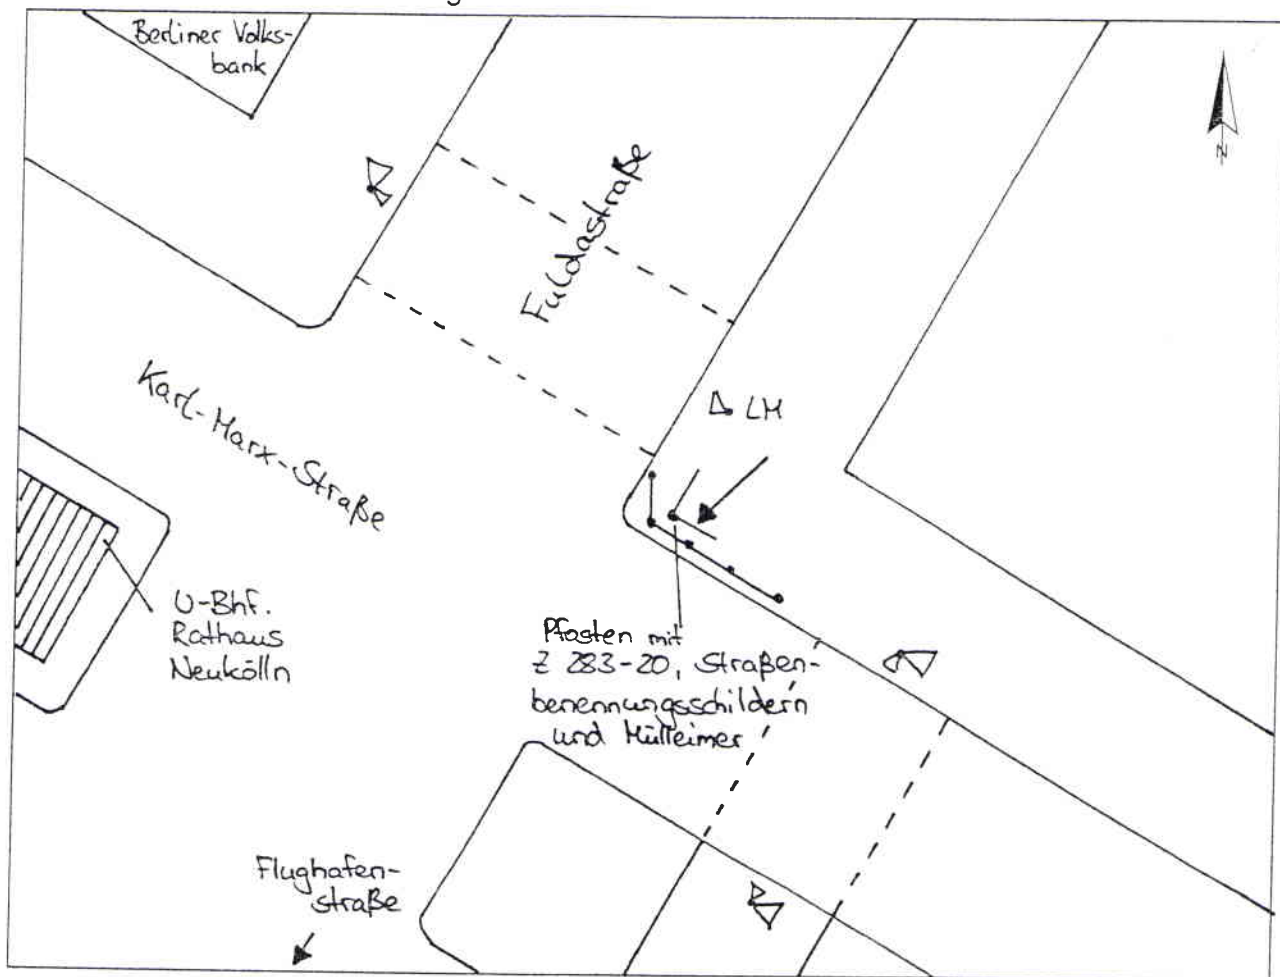 Berliner Volks-
bank
N
Fuldastraße
LM
Karl-Marx-Straße
U-Bhf.
Rathaus
Neukölln
Pfosten mit
Z 283-20, Straßen-
benennungsschildern
und Mülleimer
Flughafen-
straße